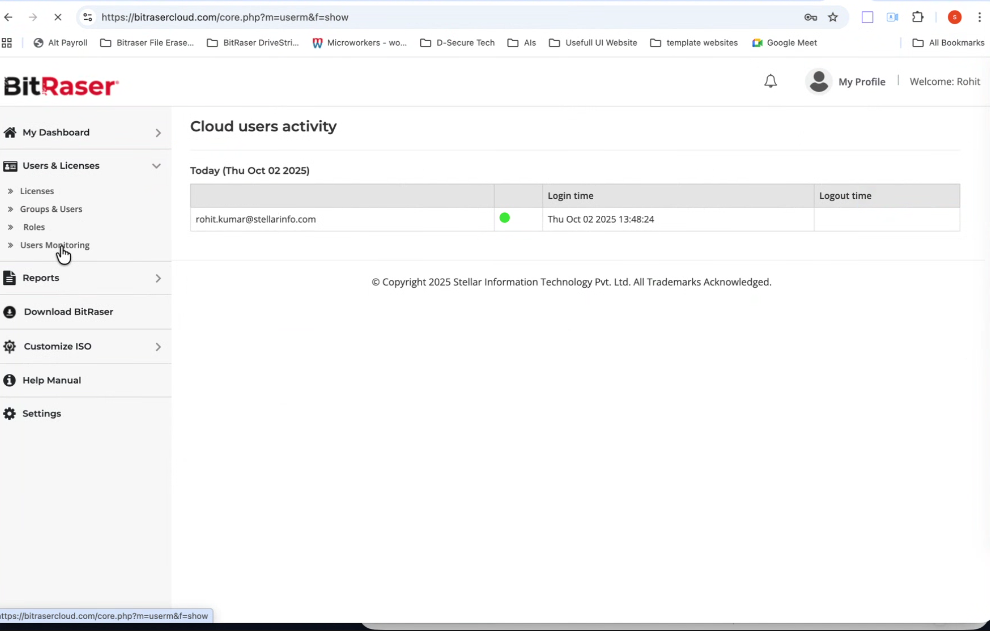 https://bitrasercloud.com/core.php?m=userm&f=show
Alt Payroll
Bitraser File Erase...
BitRaser DriveStri...
Microworkers - wo...
D-Secure Tech
AIs
Usefull UI Website
template websites
Google Meet
All Bookmarks
BitRaser
My Profile
Welcome: Rohit
S
My Dashboard
Users & Licenses
Licenses
Groups & Users
Roles
Users Monitoring
Reports
Download BitRaser
Customize ISO
Help Manual
Settings
Cloud users activity
Today (Thu Oct 02 2025)
Login time
Logout time
rohit.kumar@stellarinfo.com
Thu Oct 02 2025 13:48:24
© Copyright 2025 Stellar Information Technology Pvt. Ltd. All Trademarks Acknowledged.
ttps://bitrasercloud.com/core.php?m=userm&f=show